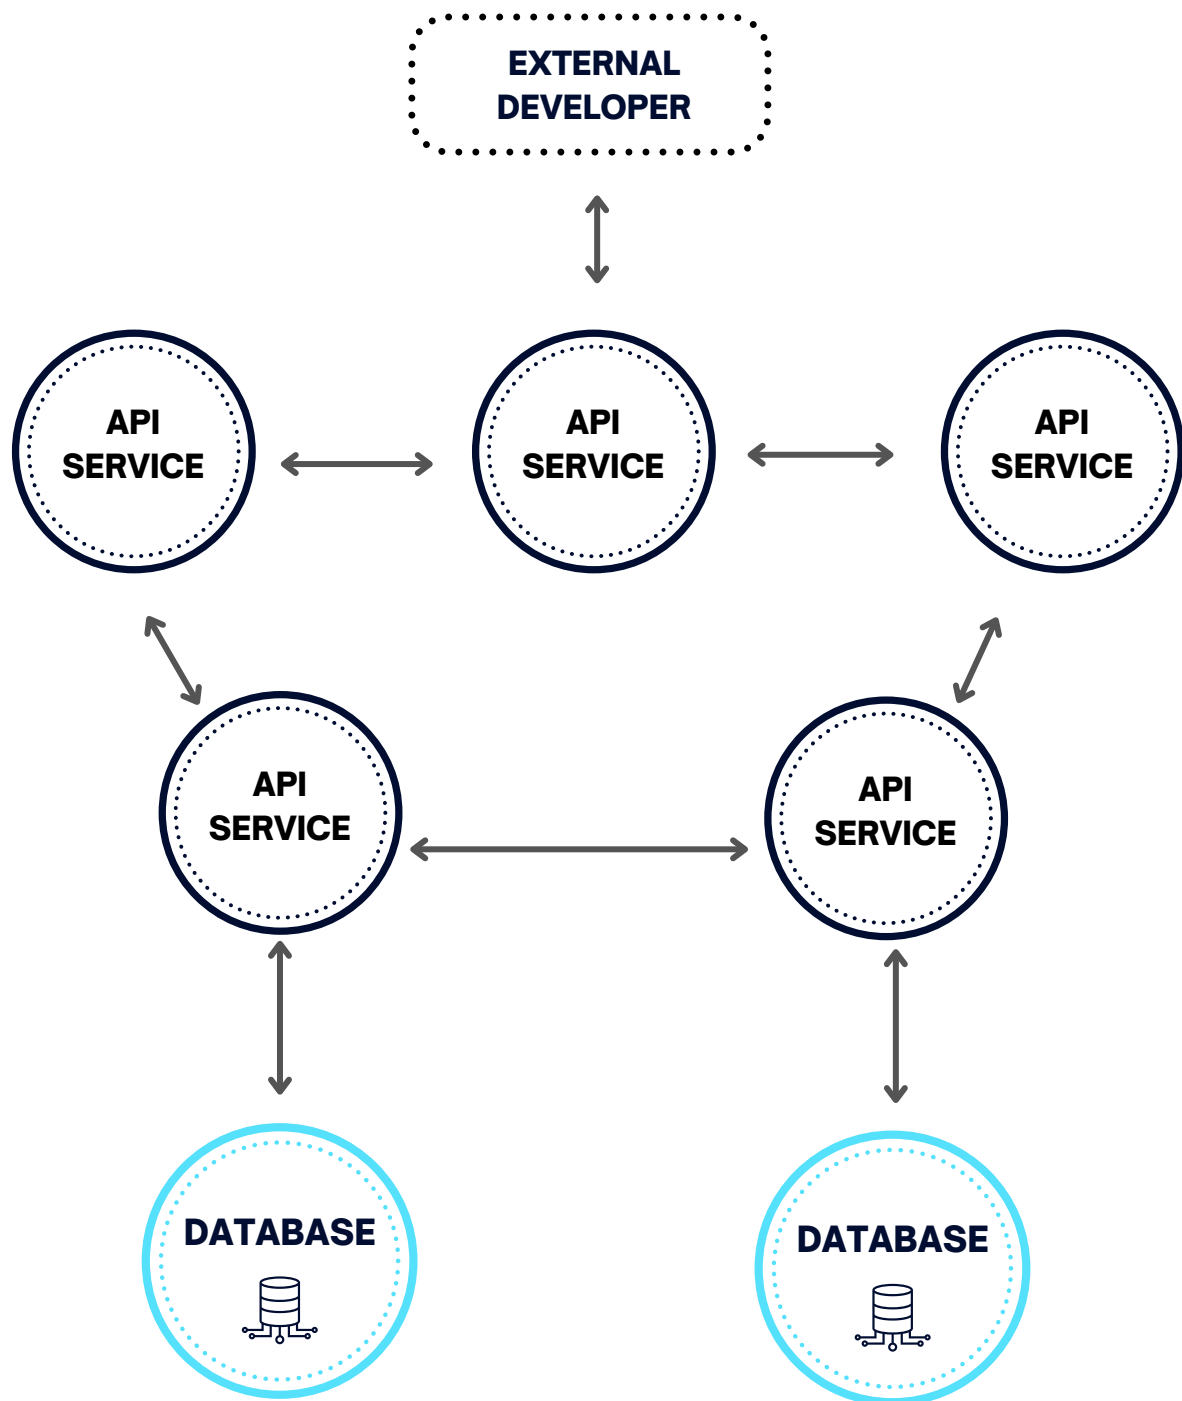 EXTERNAL
DEVELOPER
API
SERVICE
API
SERVICE
API
SERVICE
API
SERVICE
API
SERVICE
DATABASE
DATABASE